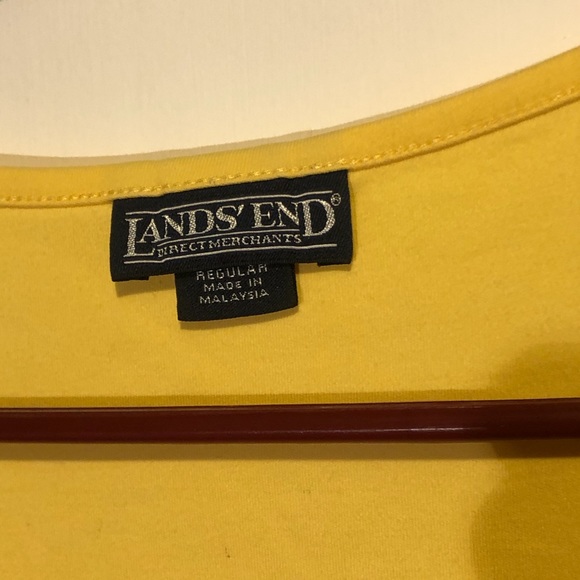 LANDS' END®
DIRECT MERCHANTS
REGULAR
MADE IN
MALAYSIA